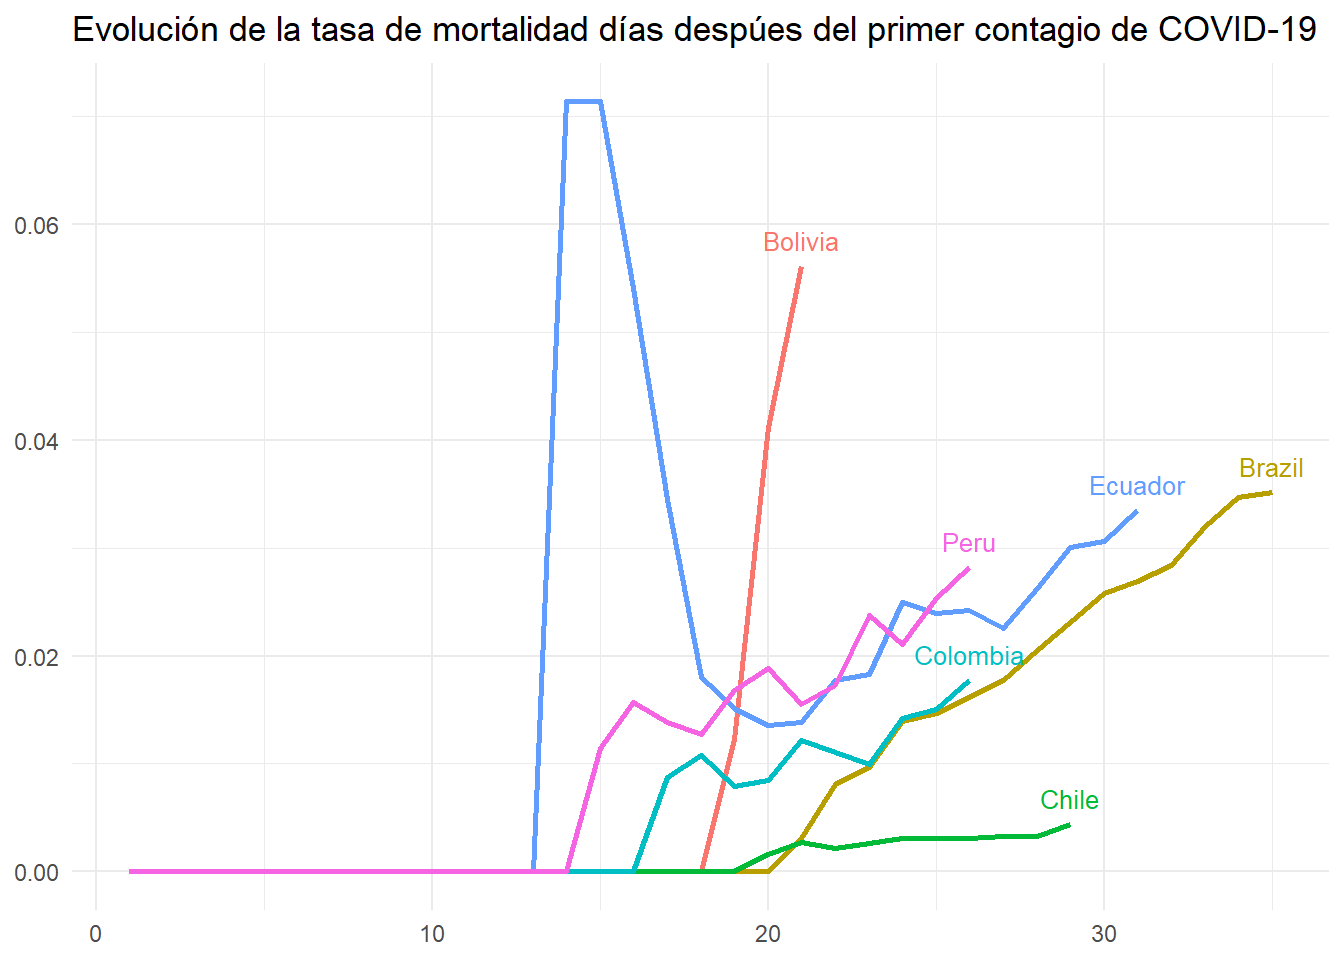 Evolución de la tasa de mortalidad días despúes del primer contagio de COVID-19
0.06
Bolivia
0.04
Brazil
Ecuador
Peru
0.02
Colombia
Chile
0.00
0
10
20
30